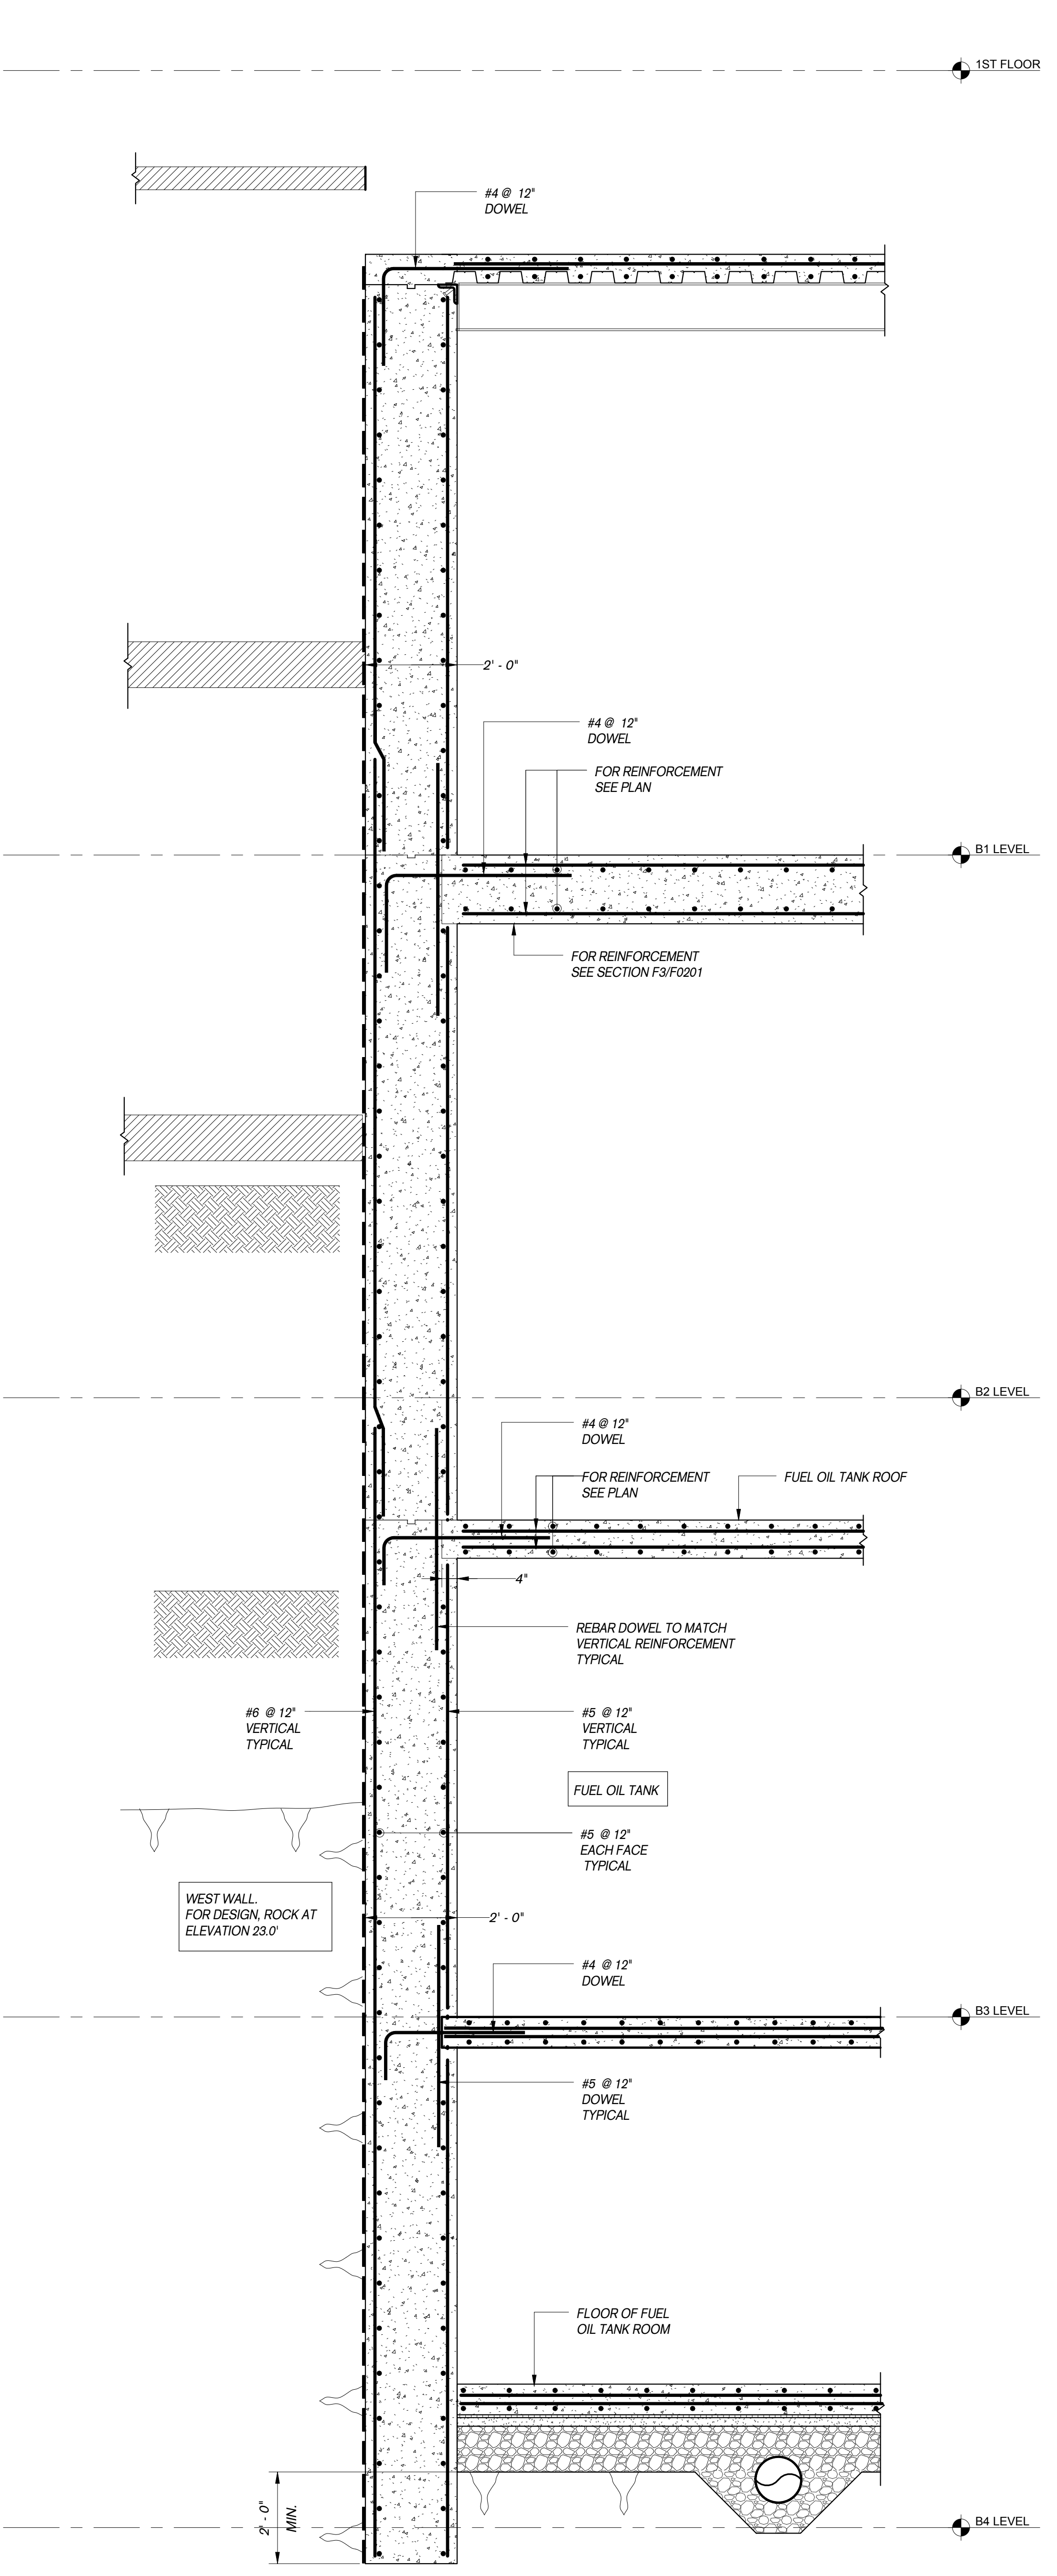 1ST FLOOR
#4 @ 12"
DOWEL
2' - 0"
#4 @ 12"
DOWEL
FOR REINFORCEMENT
SEE PLAN
B1 LEVEL
FOR REINFORCEMENT
SEE SECTION F3/F0201
B2 LEVEL
#4 @ 12"
DOWEL
FOR REINFORCEMENT
SEE PLAN
FUEL OIL TANK ROOF
4"
REBAR DOWEL TO MATCH
VERTICAL REINFORCEMENT
TYPICAL
#6 @ 12"
VERTICAL
TYPICAL
#5 @ 12"
VERTICAL
TYPICAL
FUEL OIL TANK
#5 @ 12"
EACH FACE
TYPICAL
WEST WALL.
FOR DESIGN, ROCK AT
ELEVATION 23.0'
2' - 0"
#4 @ 12"
DOWEL
B3 LEVEL
#5 @ 12"
DOWEL
TYPICAL
FLOOR OF FUEL
OIL TANK ROOM
2' - 0"
MIN.
B4 LEVEL